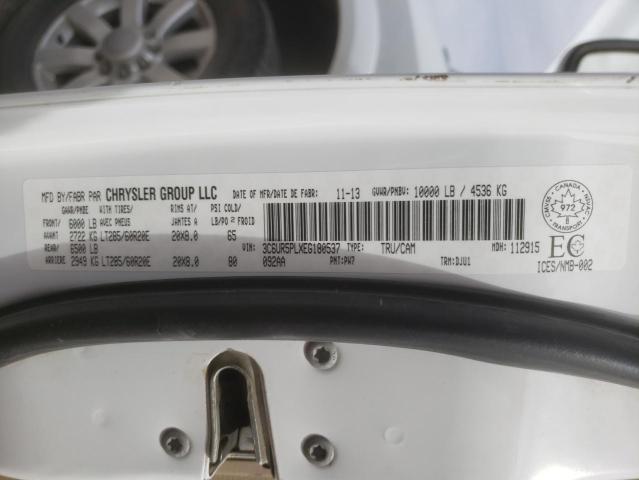 MFD BY/FABR PAR CHRYSLER GROUP LLC DATE OF MFR/DATE DE FABR: 11-13 GVWR/PNBV: 10000 LB / 4536 KG
GAWR/PNBE WITH TIRES/ RIMS AT/ PSI/ COLD
FRONT/ 6000 LB AVEC PNEUS JANTES A LB/PO 2 FROID
AVANT 2722 KG LT285/60R20E 20X8.0 65
REAR/ 6500 LB
ARRIERE 2949 KG LT285/60R20E 20X8.0 80
VIN: 3C6UR5PLXEG180537 TYPE: TRU/CAM MDH: 112915
092AA PNT: PW7 TRM: DJU1
CANADA
972
EC
ICES/NMB-002